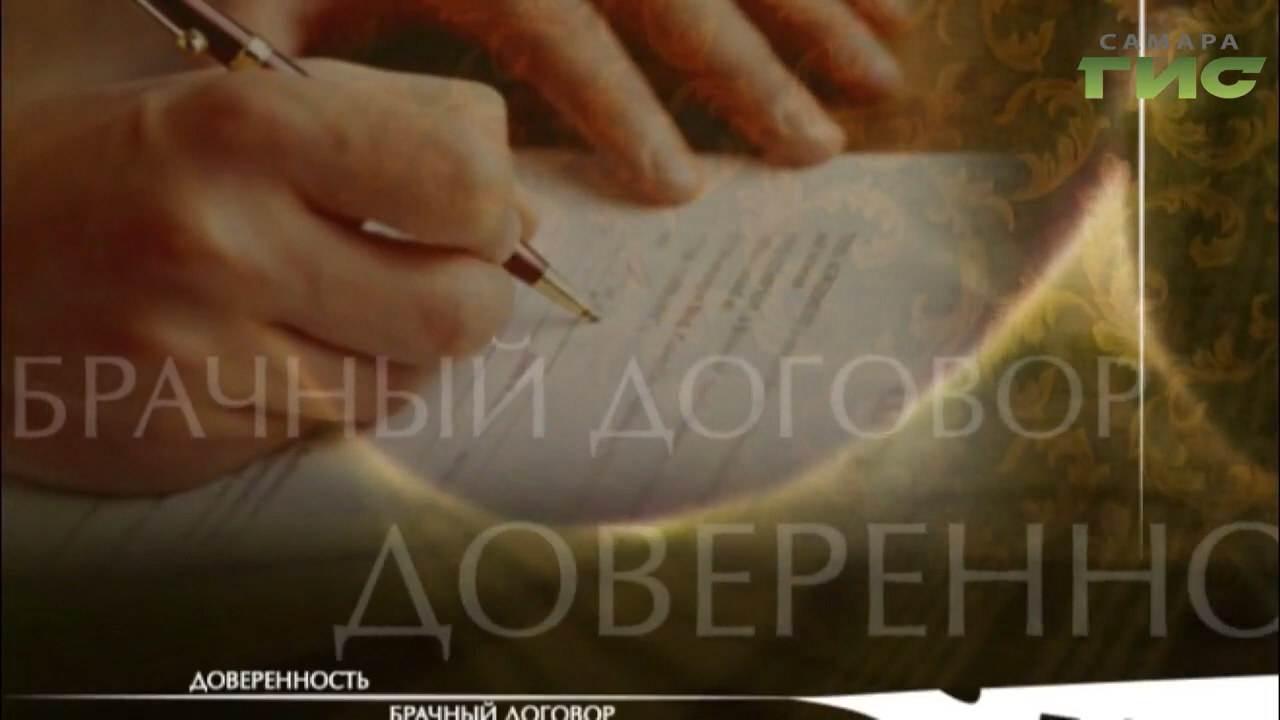 САМАРА
ГИС
БРАЧНЫЙ ДОГОВОР
ДОВЕРЕННО
ДОВЕРЕННОСТЬ
БРАЧНЫЙ ДОГОВОР